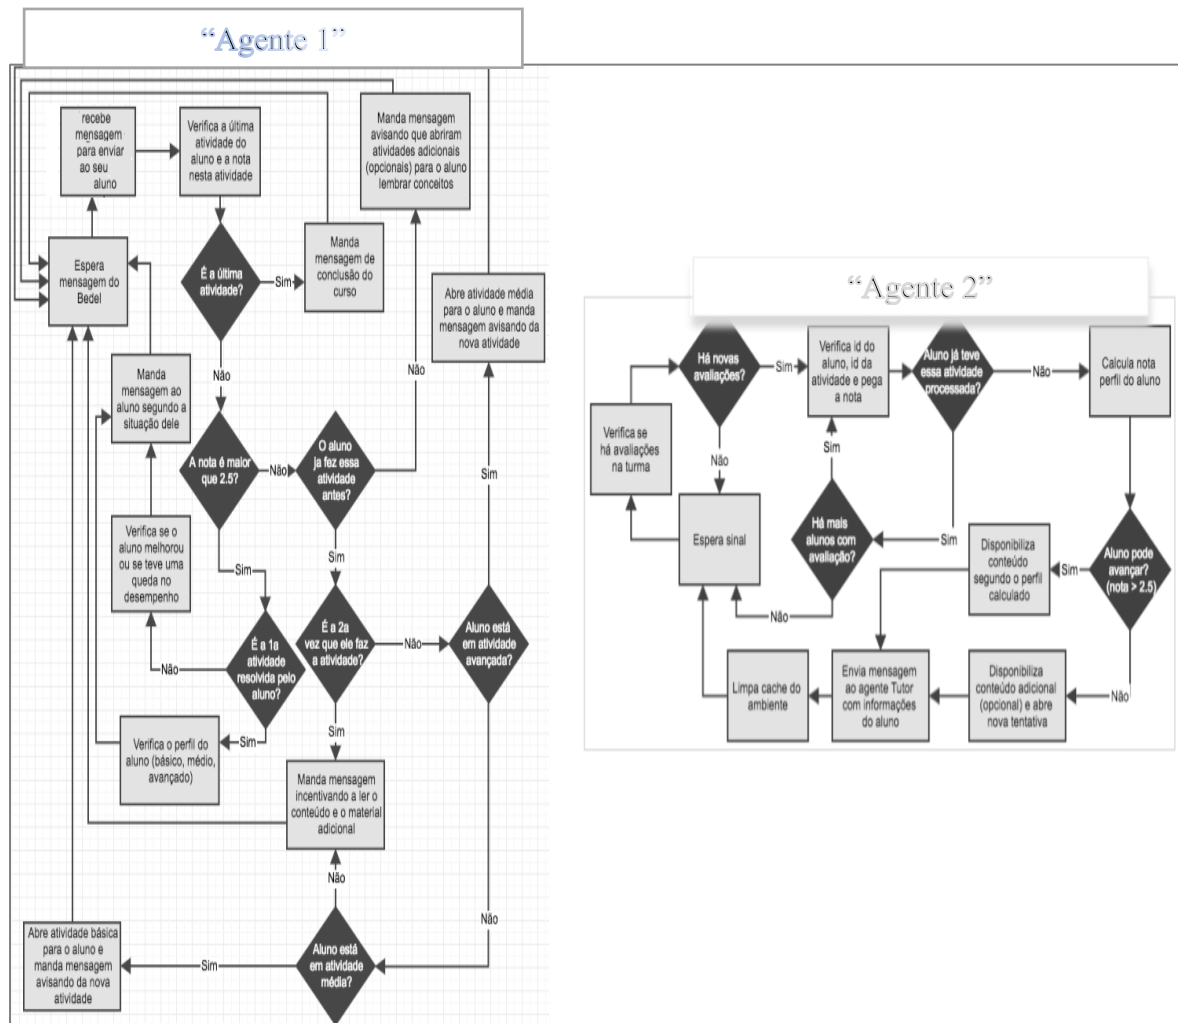 “Agente 1”
recebe
mensagem
para enviar
ao seu
aluno
Verifica a última
atividade do
aluno e a nota
nesta atividade
Manda mensagem
avisando que abriram
atividades adicionais
(opcionais) para o aluno
lembrar conceitos
Espera
mensagem do
Bedel
É a última
atividade?
Sim
Manda
mensagem de
conclusão do
curso
Abre atividade média
para o aluno e manda
mensagem avisando da
nova atividade
Não
Não
Manda
mensagem ao
aluno segundo a
situação dele
A nota é maior
que 2.5?
Não
O aluno
ja fez essa
atividade
antes?
Sim
Verifica se o
aluno melhorou
ou se teve uma
queda no
desempenho
Sim
Sim
É a 1a
atividade
resolvida pelo
aluno?
Não
É a 2a
vez que ele faz
a atividade?
Não
Aluno está
em atividade
avançada?
Verifica o perfil do
aluno (básico, médio,
avançado)
Sim
Sim
Manda mensagem
incentivando a ler o
conteúdo e o material
adicional
Não
Não
Abre atividade básica
para o aluno e
manda mensagem
avisando da nova
atividade
Sim
Aluno está
em atividade
média?
“Agente 2”
Há novas
avaliações?
Sim
Verifica id do
aluno, id da
atividade e pega
a nota
Aluno já teve
essa atividade
processada?
Não
Calcula nota
perfil do aluno
Verifica se
há avaliações
na turma
Não
Sim
Espera sinal
Há mais
alunos com
avaliação?
Sim
Disponibiliza
conteúdo
segundo o perfil
calculado
Sim
Aluno pode
avançar?
(nota > 2.5)
Não
Limpa cache do
ambiente
Envia mensagem
ao agente Tutor
com informações
do aluno
Disponibiliza
conteúdo adicional
(opcional) e abre
nova tentativa
Não